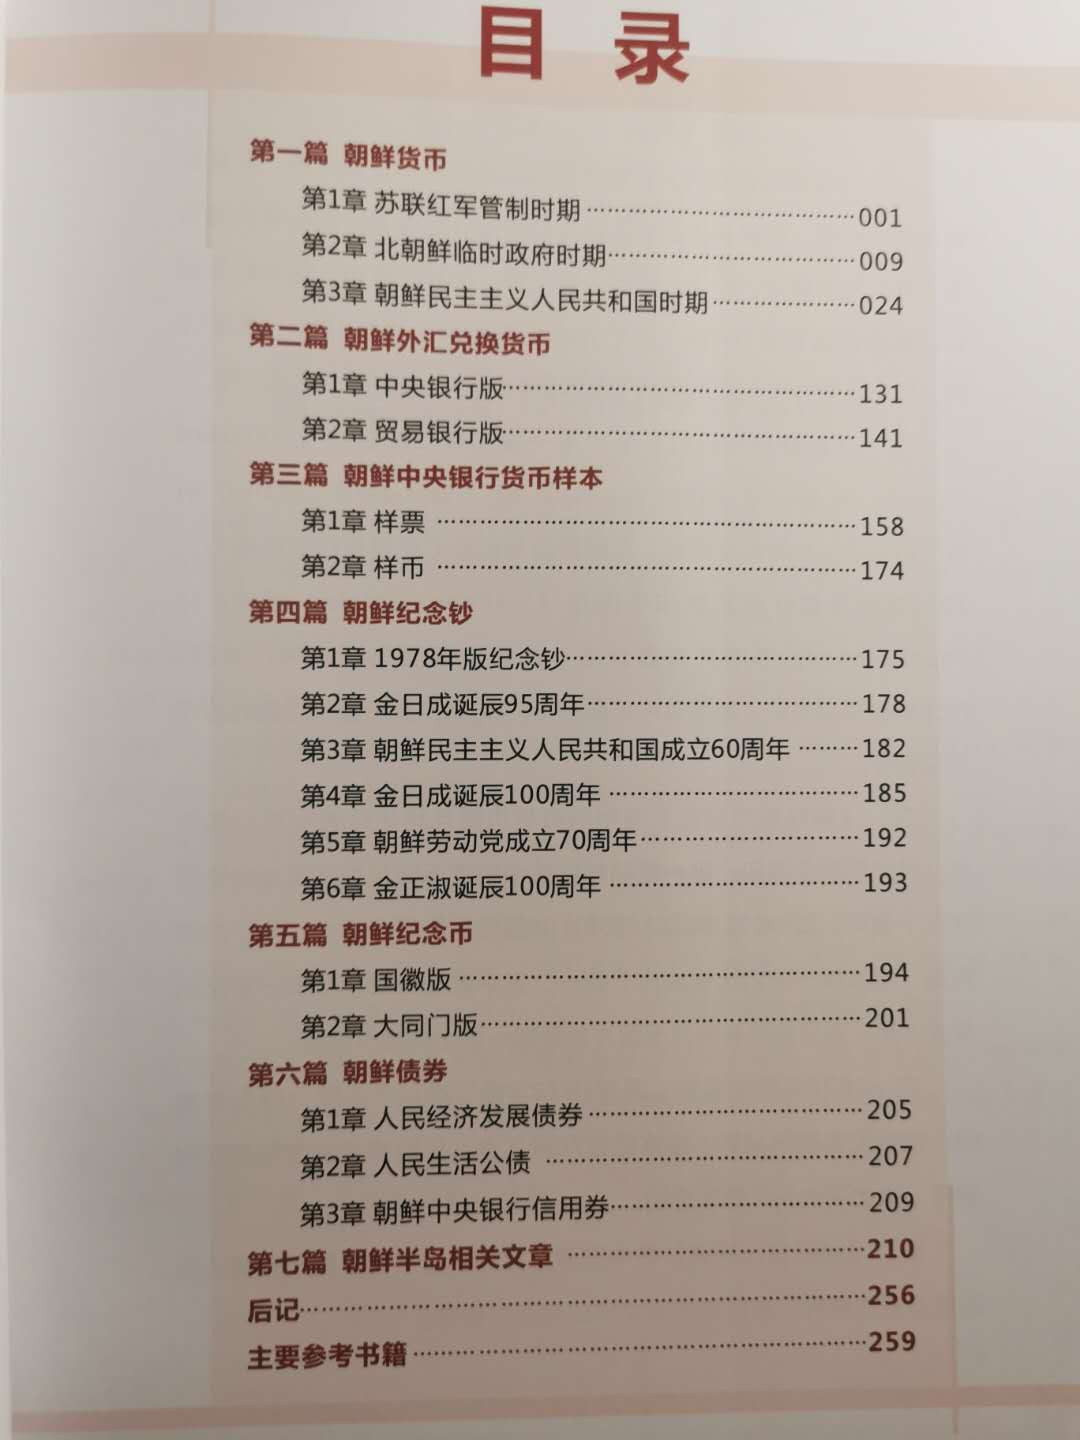 目 录
第一篇 朝鲜货币
第1章 苏联红军管制时期……………………………………001
第2章 北朝鲜临时政府时期…………………………………009
第3章 朝鲜民主主义人民共和国时期…………………024
第二篇 朝鲜外汇兑换货币
第1章 中央银行版………………………………………………131
第2章 贸易银行版………………………………………………141
第三篇 朝鲜中央银行货币样本
第1章 样票 ………………………………………………………158
第2章 样币 ………………………………………………………174
第四篇 朝鲜纪念钞
第1章 1978年版纪念钞………………………………………175
第2章 金日成诞辰95周年……………………………………178
第3章 朝鲜民主主义人民共和国成立60周年 ………182
第4章 金日成诞辰100周年 …………………………………185
第5章 朝鲜劳动党成立70周年……………………………192
第6章 金正淑诞辰100周年 …………………………………193
第五篇 朝鲜纪念币
第1章 国徽版 ……………………………………………………194
第2章 大同门版…………………………………………………201
第六篇 朝鲜债券
第1章 人民经济发展债券……………………………………205
第2章 人民生活公债 …………………………………………207
第3章 朝鲜中央银行信用券…………………………………209
第七篇 朝鲜半岛相关文章 ………………………………………210
后记……………………………………………………………………………256
主要参考书籍……………………………………………………………259